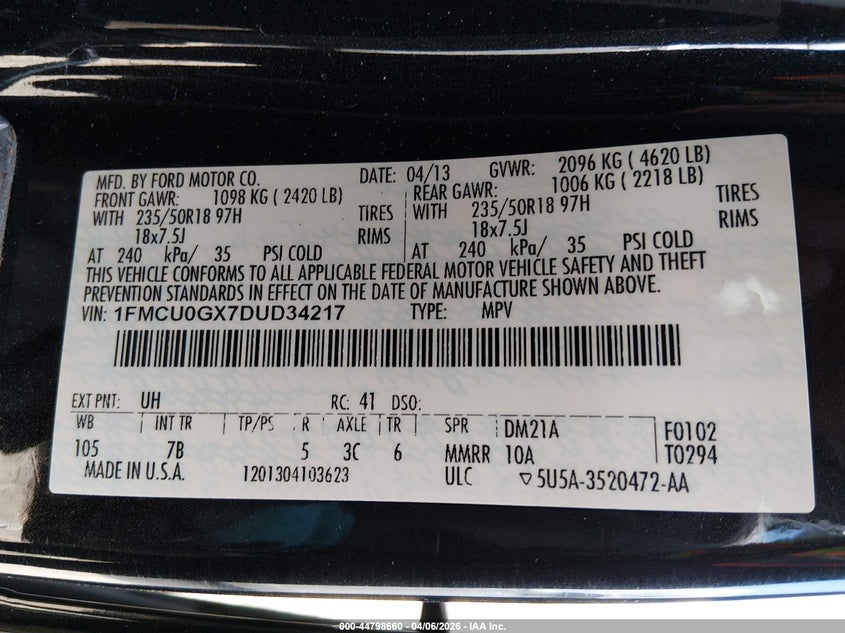 MFD. BY FORD MOTOR CO. DATE: 04/13 GVWR: 2096 KG ( 4620 LB)
FRONT GAWR: 1098 KG ( 2420 LB) REAR GAWR: 1006 KG ( 2218 LB)
WITH 235/50R18 97H TIRES WITH 235/50R18 97H TIRES
18x7.5J RIMS 18x7.5J RIMS
AT 240 kPa/ 35 PSI COLD AT 240 kPa/ 35 PSI COLD
THIS VEHICLE CONFORMS TO ALL APPLICABLE FEDERAL MOTOR VEHICLE SAFETY AND THEFT
PREVENTION STANDARDS IN EFFECT ON THE DATE OF MANUFACTURE SHOWN ABOVE.
VIN: 1FMCU0GX7DUD34217 TYPE: MPV
EXT PNT: UH RC: 41 DSO:
WB INT TR TP/PS R AXLE TR SPR DM21A F0102
105 7B 5 3C 6 MMRR 10A T0294
MADE IN U.S.A. 1201304103623 ULC ▽5U5A-3520472-AA
000-44798660 | 04/06/2026 - IAA Inc.